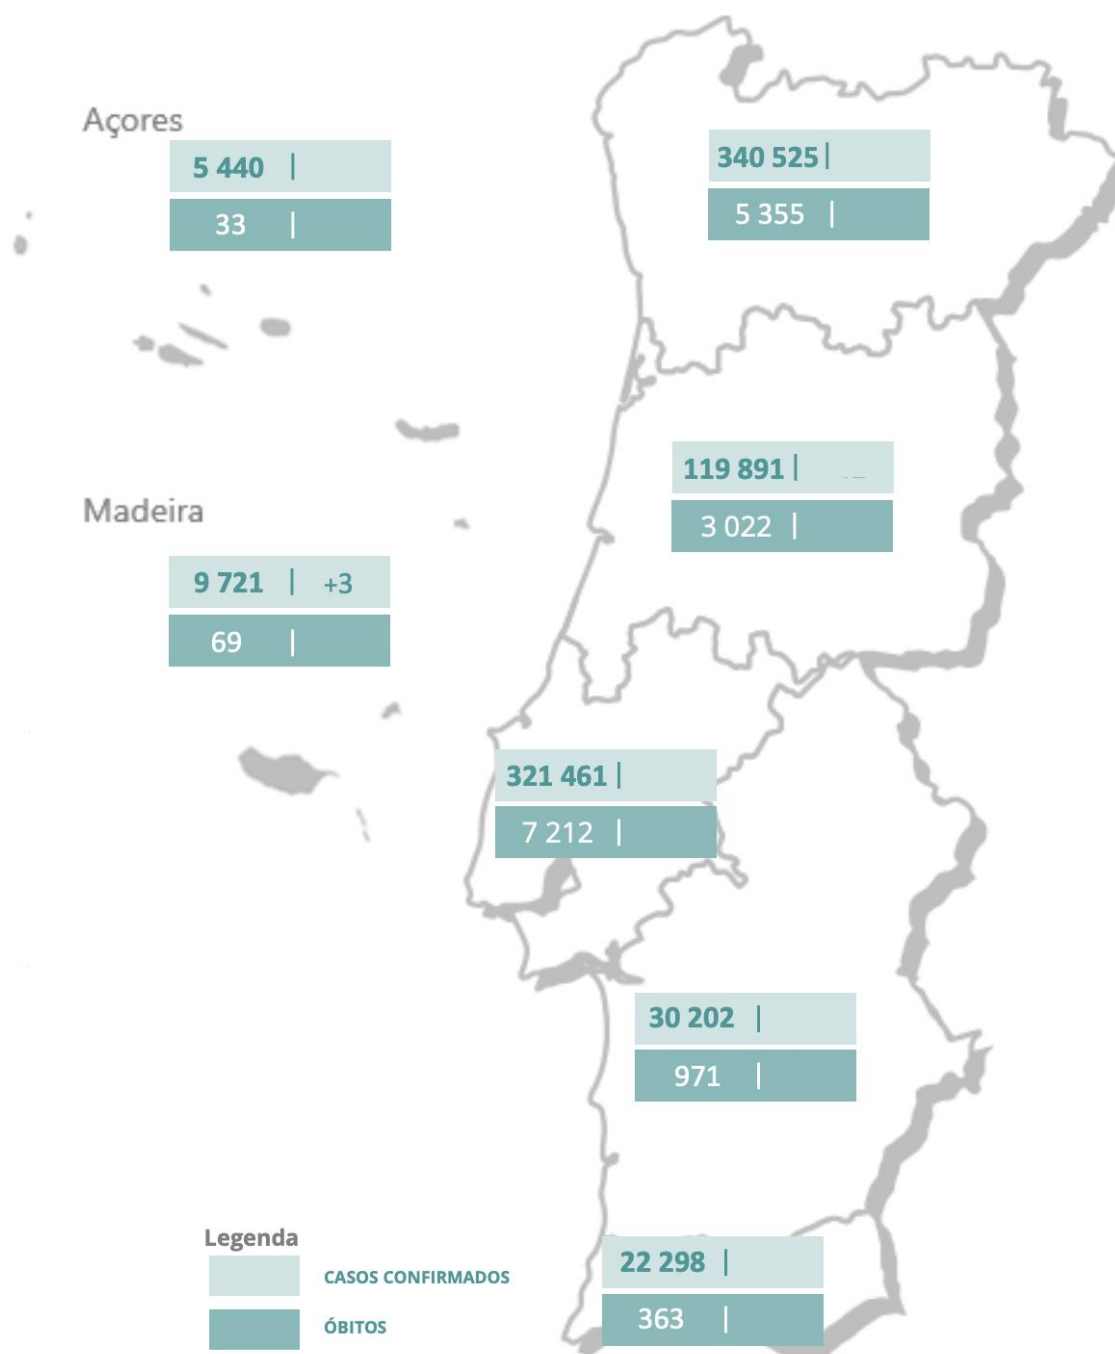 Açores
5 440 |
33 |
340 525 |
5 355 |
119 891 |
3 022 |
Madeira
9 721 | +3
69 |
321 461 |
7 212 |
30 202 |
971 |
22 298 |
363 |
Legenda
CASOS CONFIRMADOS
ÓBITOS